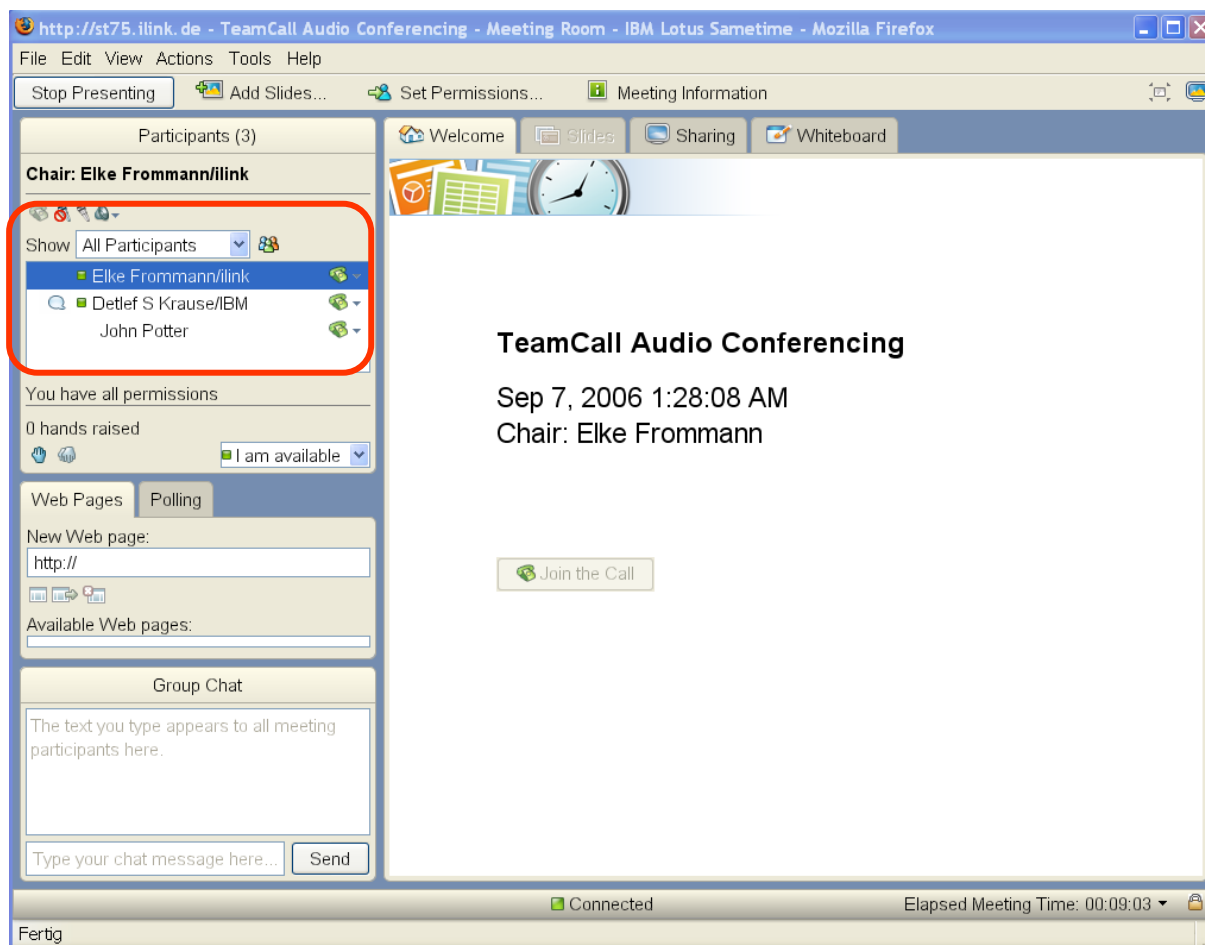 http://st75.ilink.de - TeamCall Audio Conferencing - Meeting Room - IBM Lotus Sametime - Mozilla Firefox
File Edit View Actions Tools Help
Stop Presenting Add Slides... Set Permissions... Meeting Information
Participants (3)
Chair: Elke Frommann/ilink
Show All Participants
Elke Frommann/ilink
Detlef S Krause/IBM
John Potter
You have all permissions
0 hands raised
I am available
Web Pages Polling
New Web page:
http://
Available Web pages:
Group Chat
The text you type appears to all meeting
participants here.
Type your chat message here... Send
Welcome Slides Sharing Whiteboard
TeamCall Audio Conferencing
Sep 7, 2006 1:28:08 AM
Chair: Elke Frommann
Join the Call
Connected Elapsed Meeting Time: 00:09:03
Fertig